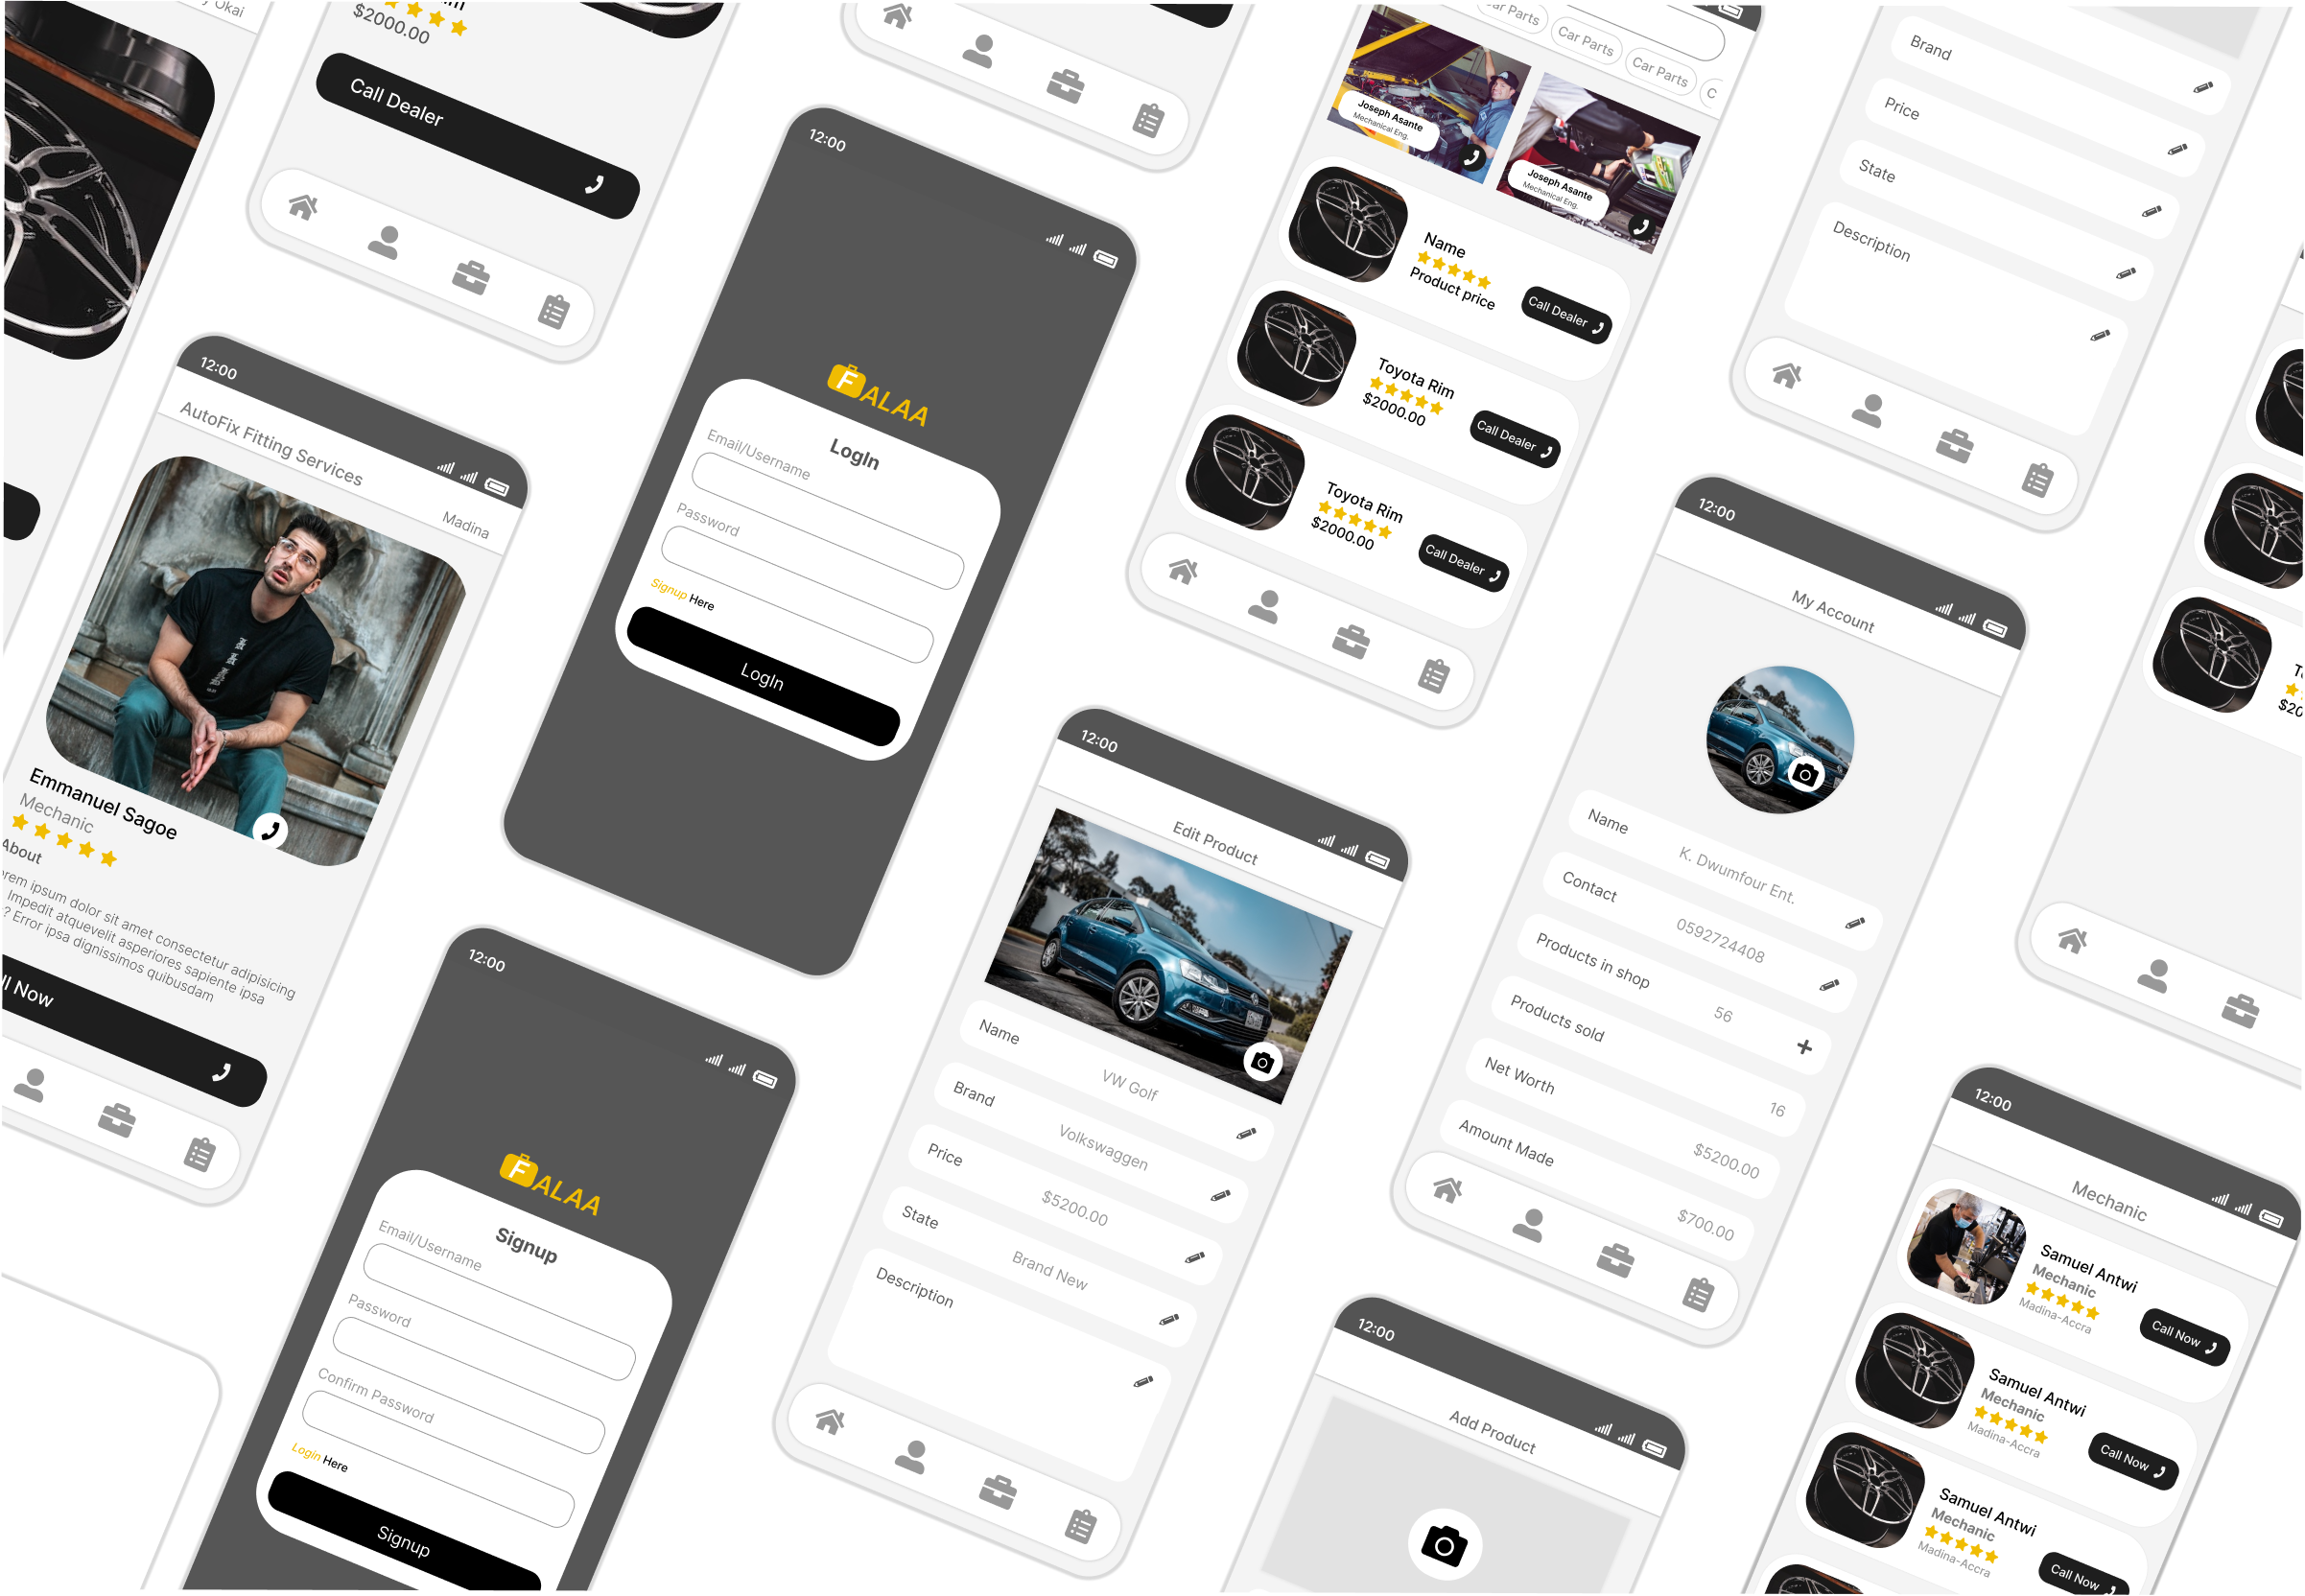 Okai
$2000.00
Call Dealer
12:00
AutoFix Fitting Services
Madina
Emmanuel Sagoe
Mechanic
About
orem ipsum dolor sit amet consectetur adipisicing
Impedit atquevelit asperiores sapiente ipsa
? Error ipsa dignissimos quibusdam
ll Now
12:00
FALAA
LogIn
Email/Username
Password
Signup Here
LogIn
12:00
FALAA
Signup
Email/Username
Password
Confirm Password
Login Here
Signup
Car Parts
Car Parts
Car Parts
C
Joseph Asante
Mechanical Eng.
Joseph Asante
Mechanical Eng.
Name
Product price
Call Dealer
Toyota Rim
$2000.00
Call Dealer
Toyota Rim
$2000.00
Call Dealer
12:00
Edit Product
Name
VW Golf
Brand
Volkswaggen
Price
$5200.00
State
Brand New
Description
Brand
Price
State
Description
12:00
My Account
Name
K. Dwumfour Ent.
Contact
0592724408
Products in shop
56
Products sold
16
Net Worth
$5200.00
Amount Made
$700.00
12:00
Add Product
To
$20
12:00
Mechanic
Samuel Antwi
Mechanic
Madina-Accra
Call Now
Samuel Antwi
Mechanic
Madina-Accra
Call Now
Samuel Antwi
Mechanic
Madina-Accra
Call Now